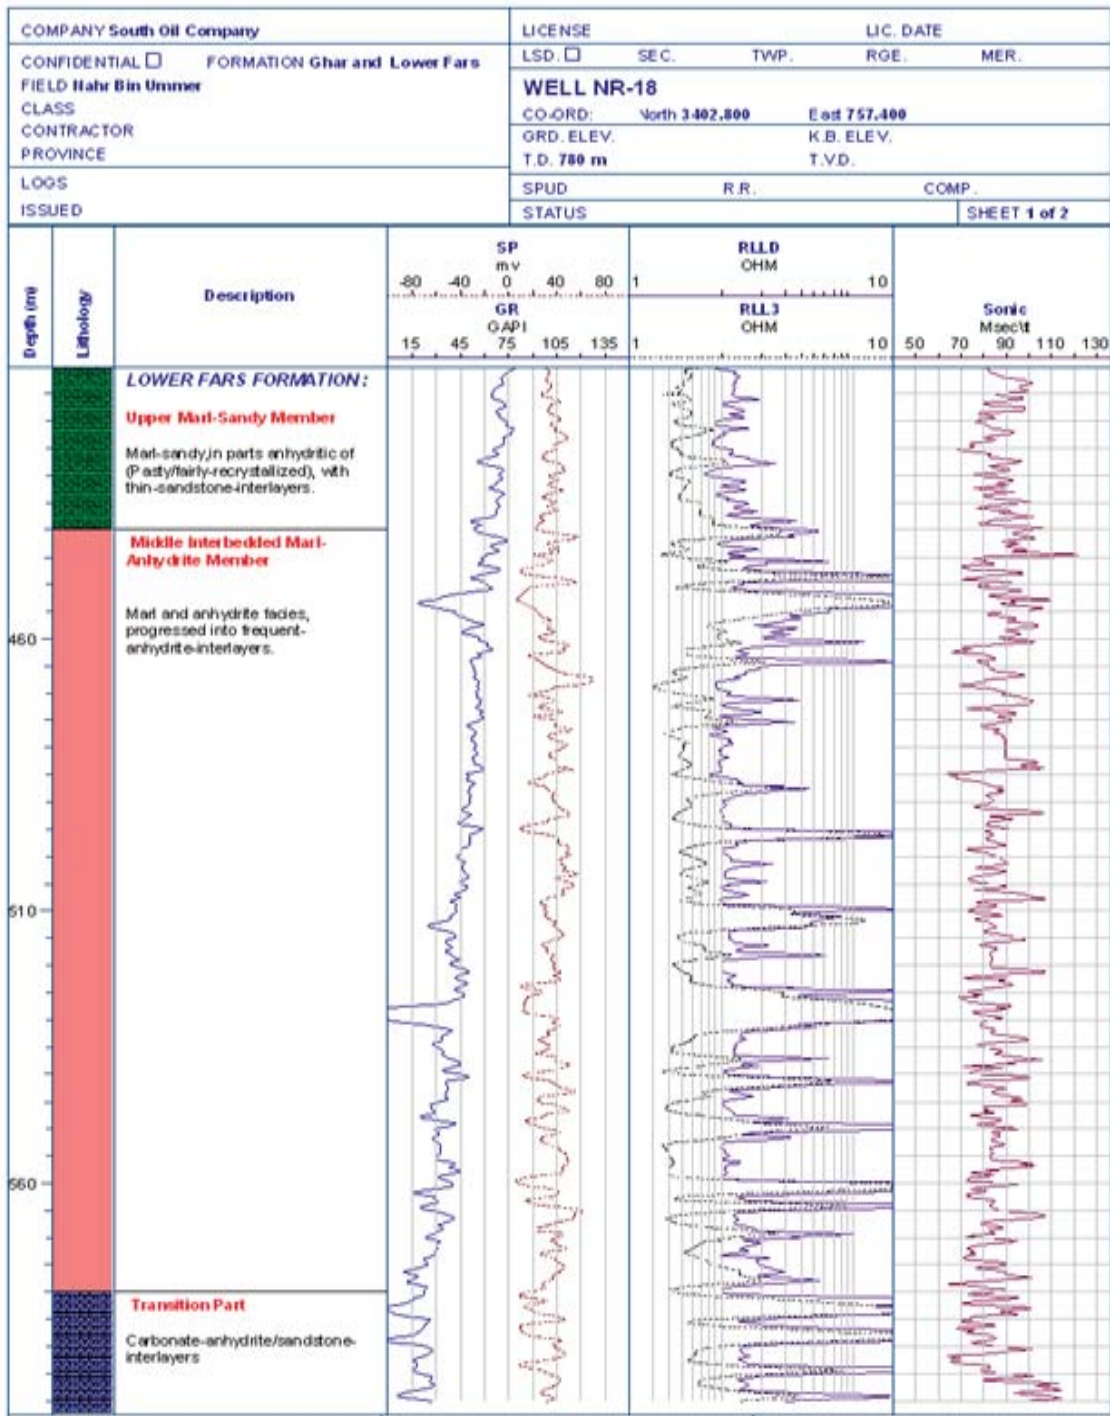 COMPANY South Oil Company
CONFIDENTIAL FORMATION Ghar and Lower Fars
FIELD Nahr Bin Ummer
CLASS
CONTRACTOR
PROVINCE
LOGS
ISSUED
LICENSE LIC. DATE
LSD. SEC. TWP. RGE. MER.
WELL NR-18
CO-ORD: North 3402.800 East 757.400
GRD. ELEV. K.B. ELEV.
T.D. 780 m T.V.D.
SPUD R.R. COMP.
STATUS SHEET 1 of 2
Depth (m)
Lithology
Description
SP
mv
-80 -40 0 40 80
GR
GAPI
15 45 75 105 135
RLLD
OHM
1 10
RLL3
OHM
1 10
Sonic
Msec\t
50 70 90 110 130
LOWER FARS FORMATION:
Upper Marl-Sandy Member
Marl-sandy,in parts anhydritic of
(Pasty/fairly-recrystallized), with
thin-sandstone-interlayers.
Middle Interbedded Marl-
Anhydrite Member
Marl and anhydrite facies,
progressed into frequent-
anhydrite-interlayers.
460
510
560
Transition Part
Carbonate-anhydrite/sandstone-
interlayers